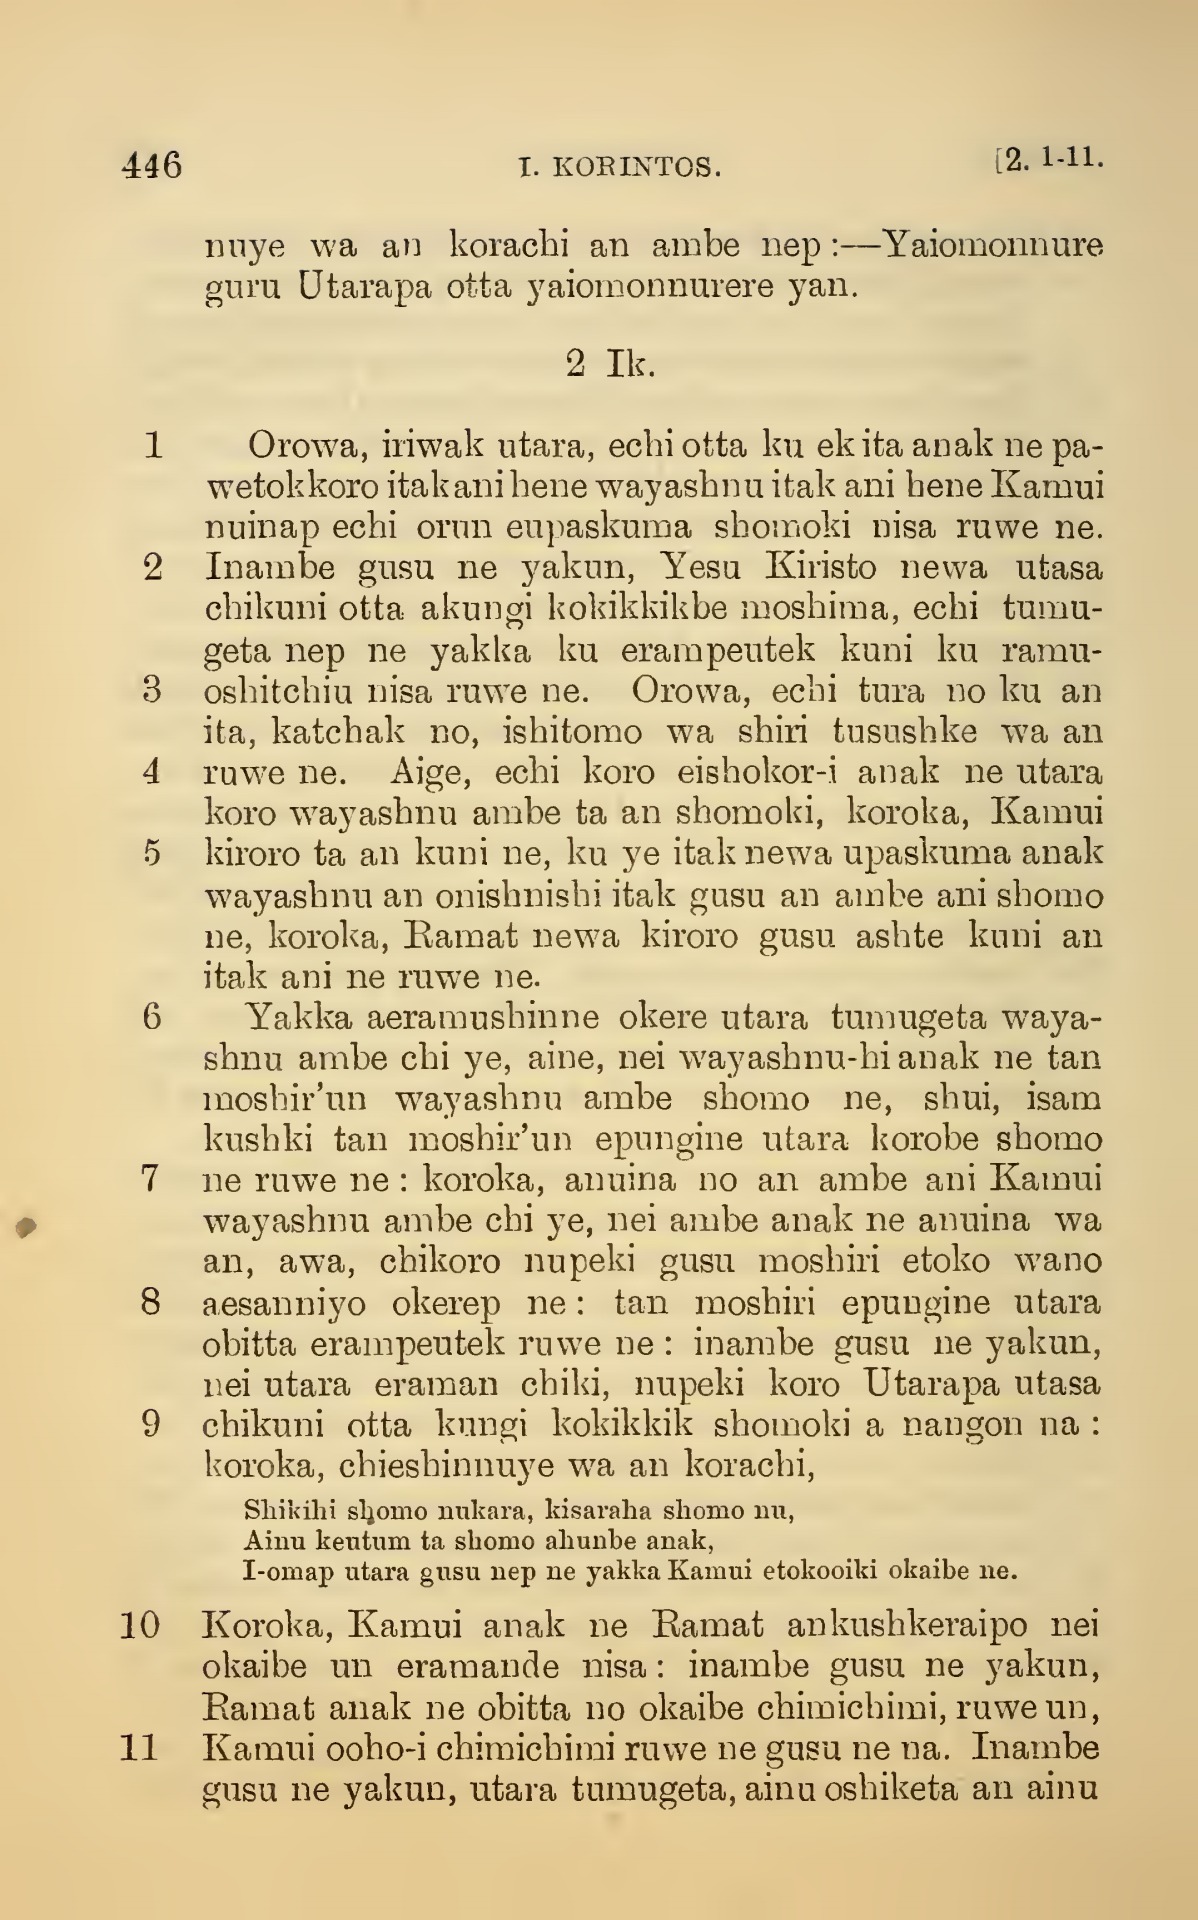 446 I. KORINTOS. [2. 1-11.
nuye wa an korachi an ambe nep :—Yaiomonnure
guru Utarapa otta yaiomonnurere yan.
2 Ik.
1 Orowa, iriwak utara, echi otta ku ek ita anak ne pa-
wetokkoro itak ani hene wayashnu itak ani hene Kamui
nuinap echi orun eupaskuma shomoki nisa ruwe ne.
2 Inambe gusu ne yakun, Yesu Kiristo newa utasa
chikuni otta akungi kokikkikbe moshima, echi tumu-
geta nep ne yakka ku erampeutek kuni ku ramu-
3 oshitchiu nisa ruwe ne. Orowa, echi tura no ku an
ita, katchak no, ishitomo wa shiri tusushke wa an
4 ruwe ne. Aige, echi koro eishokor-i anak ne utara
koro wayashnu ambe ta an shomoki, koroka, Kamui
5 kiroro ta an kuni ne, ku ye itak newa upaskuma anak
wayashnu an onishnishi itak gusu an ambe ani shomo
ne, koroka, Ramat newa kiroro gusu ashte kuni an
itak ani ne ruwe ne.
6 Yakka aeramushinne okere utara tumugeta waya-
shnu ambe chi ye, aine, nei wayashnu-hi anak ne tan
moshir'un wayashnu ambe shomo ne, shui, isam
kushki tan moshir'un epungine utara korobe shomo
7 ne ruwe ne : koroka, anuina no an ambe ani Kamui
wayashnu ambe chi ye, nei ambe anak ne anuina wa
an, awa, chikoro nupeki gusu moshiri etoko wano
8 aesanniyo okerep ne : tan moshiri epungine utara
obitta erampeutek ruwe ne : inambe gusu ne yakun,
nei utara eraman chiki, nupeki koro Utarapa utasa
9 chikuni otta kungi kokikkik shomoki a nangon na :
koroka, chieshinnuye wa an korachi,
Shikihi shomo nukara, kisaraha shomo nu,
Ainu keutum ta shomo ahunbe anak,
I-omap utara gusu nep ne yakka Kamui etokooiki okaibe ne.
10 Koroka, Kamui anak ne Ramat ankushkeraipo nei
okaibe un eramande nisa : inambe gusu ne yakun,
Ramat anak ne obitta no okaibe chimichimi, ruwe un,
11 Kamui ooho-i chimichimi ruwe ne gusu ne na. Inambe
gusu ne yakun, utara tumugeta, ainu oshiketa an ainu